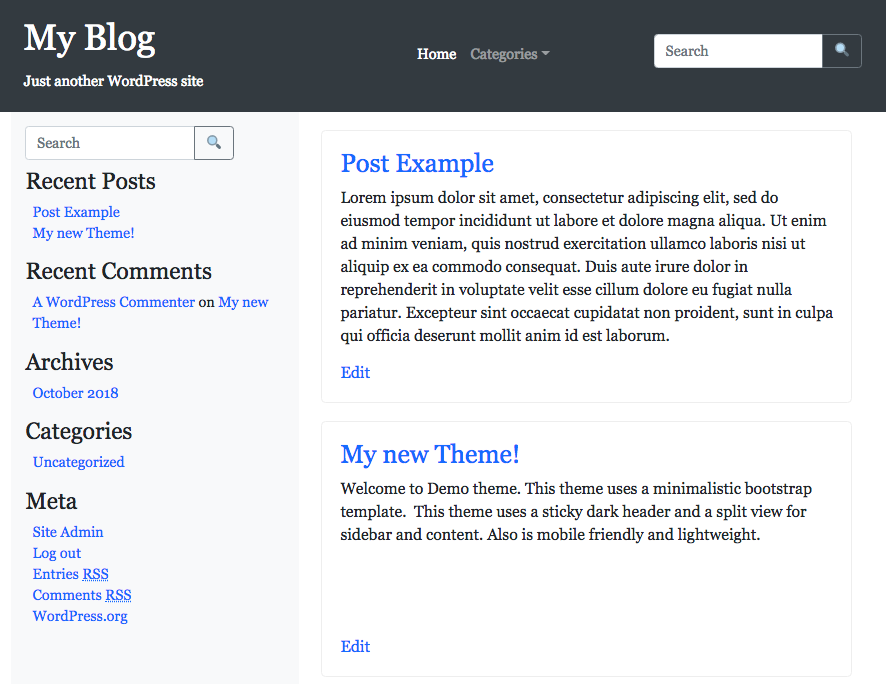 My Blog
Just another WordPress site
Home Categories
Search
Search
Recent Posts
Post Example
My new Theme!
Recent Comments
A WordPress Commenter on My new
Theme!
Archives
October 2018
Categories
Uncategorized
Meta
Site Admin
Log out
Entries RSS
Comments RSS
WordPress.org
Post Example
Lorem ipsum dolor sit amet, consectetur adipiscing elit, sed do
eiusmod tempor incididunt ut labore et dolore magna aliqua. Ut enim
ad minim veniam, quis nostrud exercitation ullamco laboris nisi ut
aliquip ex ea commodo consequat. Duis aute irure dolor in
reprehenderit in voluptate velit esse cillum dolore eu fugiat nulla
pariatur. Excepteur sint occaecat cupidatat non proident, sunt in culpa
qui officia deserunt mollit anim id est laborum.
Edit
My new Theme!
Welcome to Demo theme. This theme uses a minimalistic bootstrap
template.  This theme uses a sticky dark header and a split view for
sidebar and content. Also is mobile friendly and lightweight.
Edit